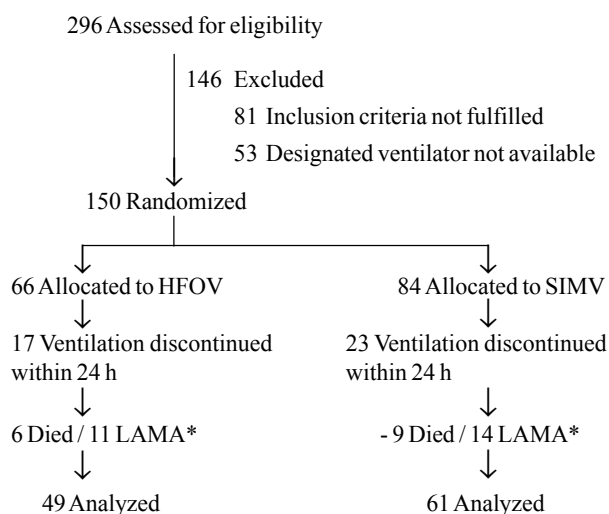 296 Assessed for eligibility
146 Excluded
81 Inclusion criteria not fulfilled
53 Designated ventilator not available
150 Randomized
66 Allocated to HFOV
84 Allocated to SIMV
17 Ventilation discontinued
within 24 h
23 Ventilation discontinued
within 24 h
6 Died / 11 LAMA*
- 9 Died / 14 LAMA*
49 Analyzed
61 Analyzed